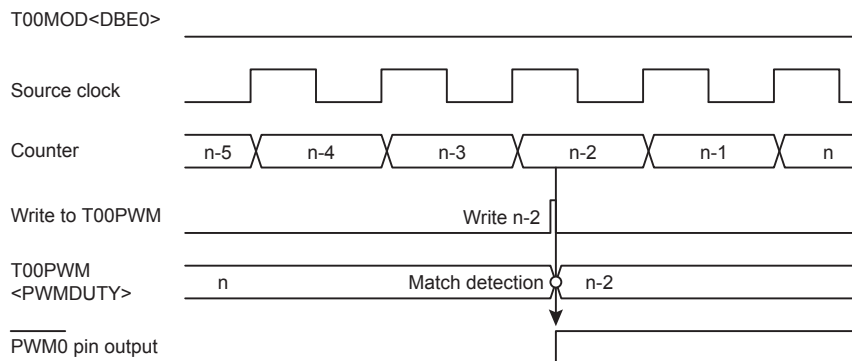 T00MOD<DBE0>
Source clock
Counter
n-5
n-4
n-3
n-2
n-1
n
Write to T00PWM
Write n-2
T00PWM
<PWMDUTY>
n
Match detection
n-2
PWM0 pin output